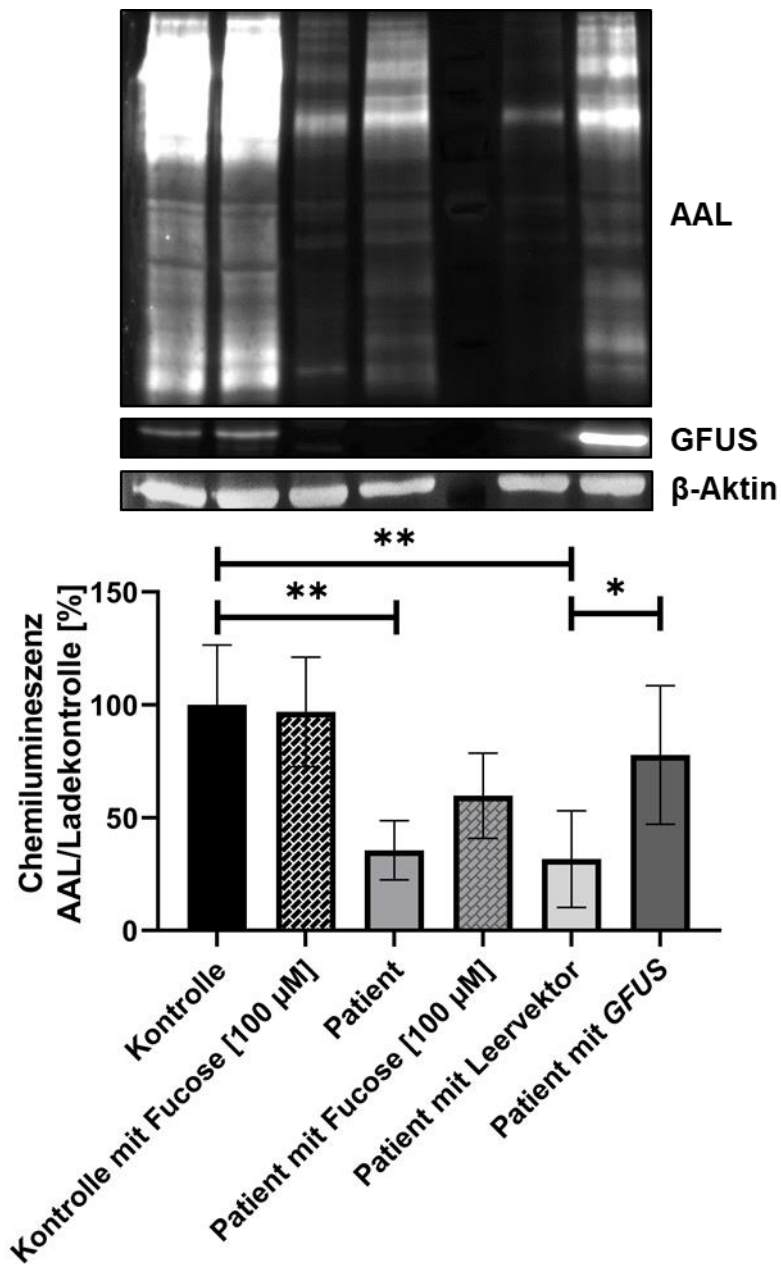 AAL
GFUS
β-Aktin
**
**
*
Chemilumineszenz
AAL/Ladekontrolle [%]
150
100
50
0
Kontrolle
Kontrolle mit Fucose [100 µM]
Patient
Patient mit Fucose [100 µM]
Patient mit Leervektor
Patient mit GFUS